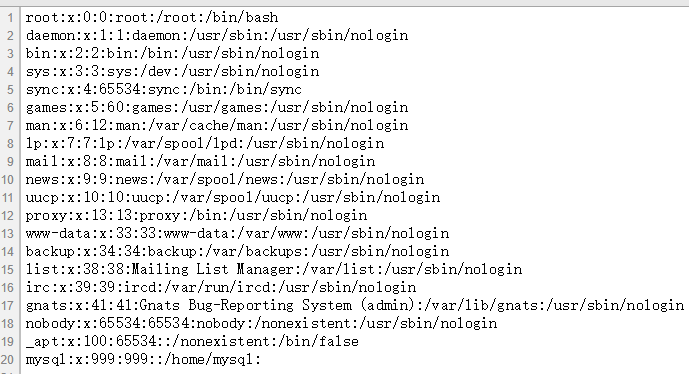 1 root:x:0:0:root:/root:/bin/bash
2 daemon:x:1:1:daemon:/usr/sbin:/usr/sbin/nologin
3 bin:x:2:2:bin:/bin:/usr/sbin/nologin
4 sys:x:3:3:sys:/dev:/usr/sbin/nologin
5 sync:x:4:65534:sync:/bin:/bin/sync
6 games:x:5:60:games:/usr/games:/usr/sbin/nologin
7 man:x:6:12:man:/var/cache/man:/usr/sbin/nologin
8 lp:x:7:7:lp:/var/spool/lpd:/usr/sbin/nologin
9 mail:x:8:8:mail:/var/mail:/usr/sbin/nologin
10 news:x:9:9:news:/var/spool/news:/usr/sbin/nologin
11 uucp:x:10:10:uucp:/var/spool/uucp:/usr/sbin/nologin
12 proxy:x:13:13:proxy:/bin:/usr/sbin/nologin
13 www-data:x:33:33:www-data:/var/www:/usr/sbin/nologin
14 backup:x:34:34:backup:/var/backups:/usr/sbin/nologin
15 list:x:38:38:Mailing List Manager:/var/list:/usr/sbin/nologin
16 irc:x:39:39:ircd:/var/run/ircd:/usr/sbin/nologin
17 gnats:x:41:41:Gnats Bug-Reporting System (admin):/var/lib/gnats:/usr/sbin/nologin
18 nobody:x:65534:65534:nobody:/nonexistent:/usr/sbin/nologin
19 _apt:x:100:65534::/nonexistent:/bin/false
20 mysql:x:999:999::/home/mysql: